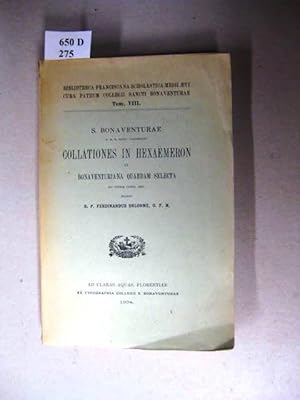 650 D
275
BIBLIOTHECA FRANCISCANA SCHOLASTICA MEDII AEVI
CURA PATRUM COLLEGII SANCTI BONAVENTURAE
Tom. VIII.
S. BONAVENTURAE
COLLATIONES IN HEXAEMERON
ET
BONAVENTURIANA QUAEDAM SELECTA
R. P. FERDINANDUS DELORME, O. F. M.
AD CLARAS AQUAS, FLORENTIAE
EX TYPOGRAPHIA COLLEGII S. BONAVENTURAE
1934.